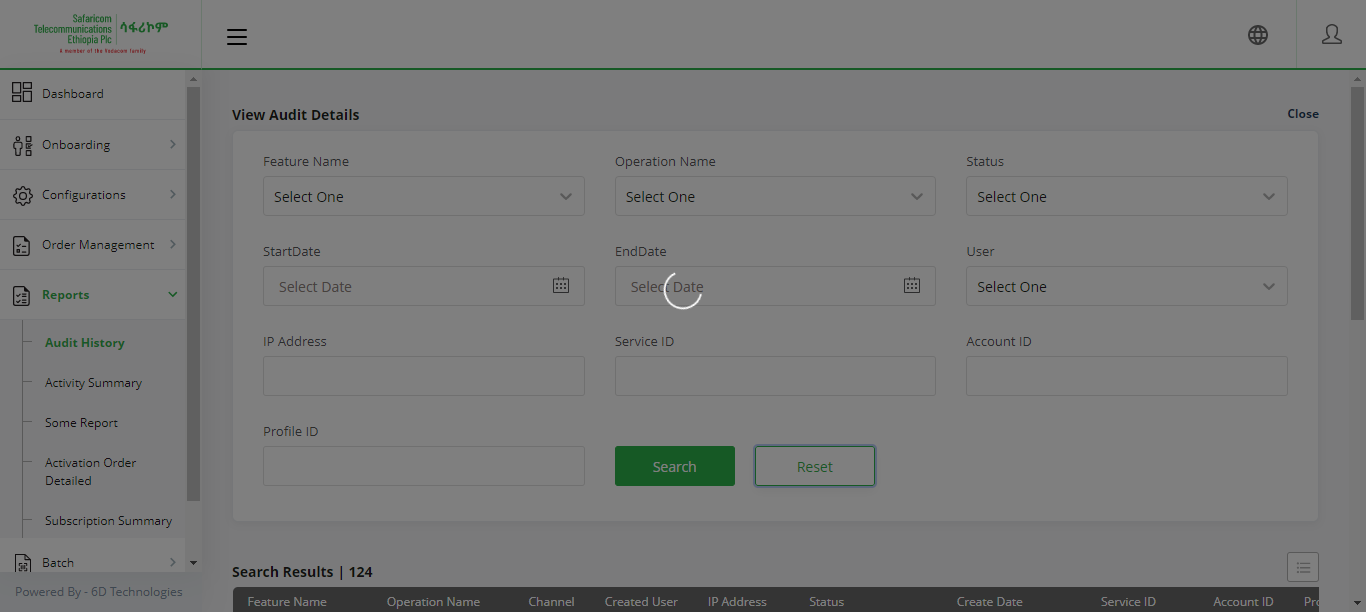 Safaricom
Telecommunications
Ethiopia Plc
ሳፋሪኮም
A member of the Vodacom family
Dashboard
Onboarding
Configurations
Order Management
Reports
Audit History
Activity Summary
Some Report
Activation Order
Detailed
Subscription Summary
Batch
Powered By - 6D Technologies
View Audit Details
Close
Feature Name
Operation Name
Status
Select One
Select One
Select One
StartDate
EndDate
User
Select Date
Select Date
Select One
IP Address
Service ID
Account ID
Profile ID
Search
Reset
Search Results | 124
Feature Name
Operation Name
Channel
Created User
IP Address
Status
Create Date
Service ID
Account ID